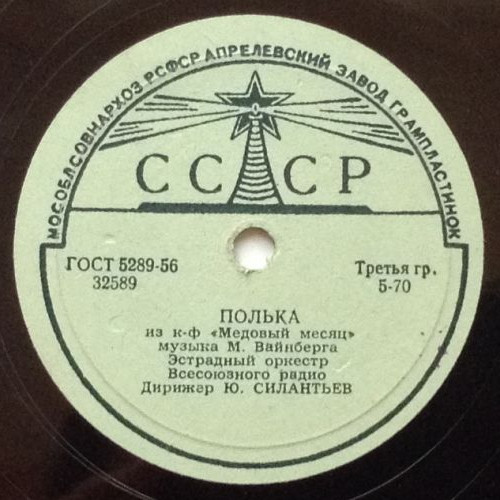 МОСОБЛСОВНАРХОЗ РСФСР АПРЕЛЕВСКИЙ ЗАВОД ГРАМПЛАСТИНОК
СССР
ГОСТ 5289-56
32589
Третья гр.
5-70
ПОЛЬКА
из к-ф «Медовый месяц»
музыка М. Вайнберга
Эстрадный оркестр
Всесоюзного радио
Дирижер Ю. СИЛАНТЬЕВ